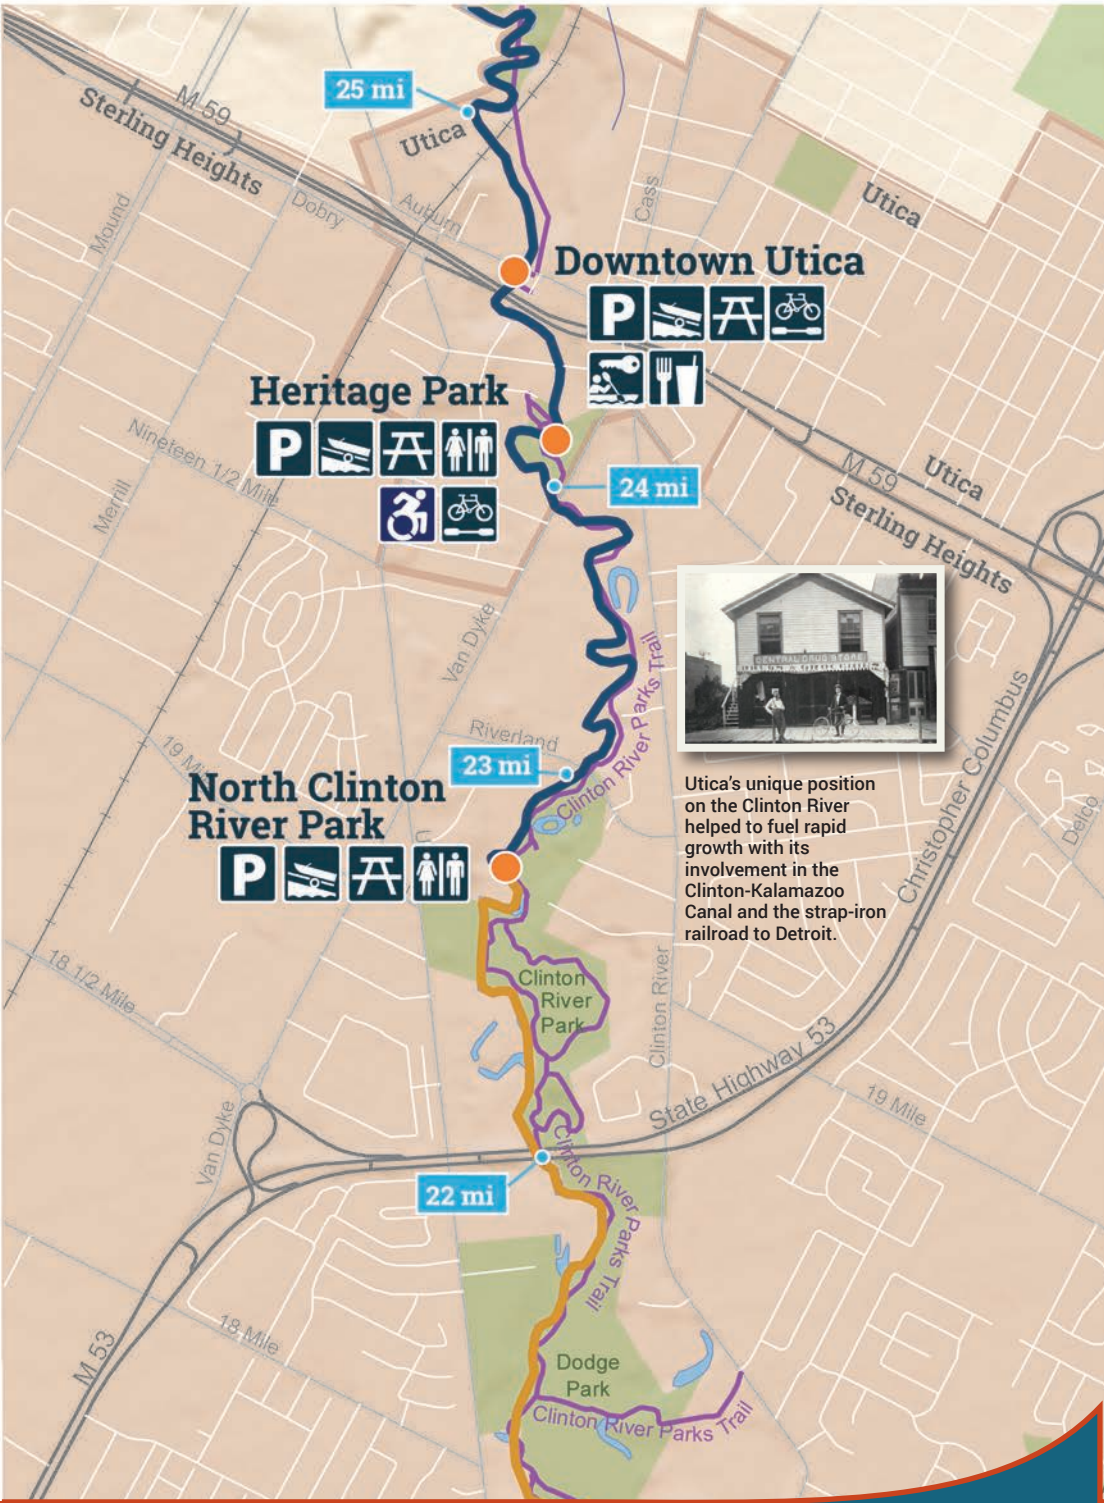 25 mi
M 59
Sterling Heights
Utica
Mound
Dobry
Auburn
Cass
Utica
Downtown Utica
P
Heritage Park
P
Nineteen 1/2 Mile
Merrill
24 mi
M 59
Utica
Sterling Heights
CENTRAL DRUG STORE
Van Dyke
Clinton River Parks Trail
Riverland
23 mi
19 Mi
North Clinton
River Park
P
Utica's unique position
on the Clinton River
helped to fuel rapid
growth with its
involvement in the
Clinton-Kalamazoo
Canal and the strap-iron
railroad to Detroit.
Christopher Columbus
Delco
18 1/2 Mile
Clinton
River
Park
Clinton River
State Highway 53
19 Mile
Van Dyke
22 mi
Clinton River Parks Trail
M 53
18 Mile
Dodge
Park
Clinton River Parks Trail